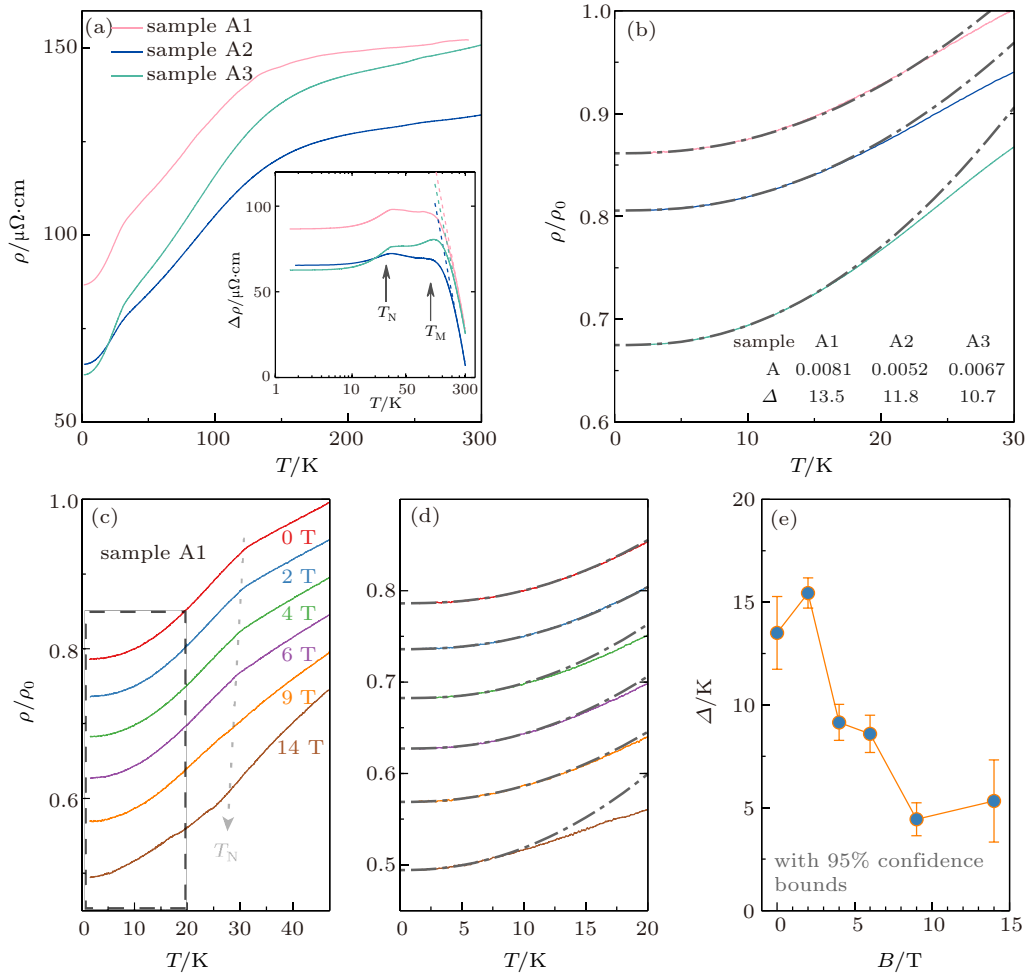 (a)
sample A1
sample A2
sample A3
150
100
50
ρ/μΩ·cm
0
100
200
300
T/K
100
50
0
Δρ/μΩ·cm
T_N
T_M
1
10
50
300
T/K
(b)
1.0
0.9
0.8
0.7
0.6
ρ/ρ₀
sample A1 A2 A3
A 0.0081 0.0052 0.0067
Δ 13.5 11.8 10.7
0
10
20
30
T/K
(c)
sample A1
1.0
0.8
0.6
ρ/ρ₀
0 T
2 T
4 T
6 T
9 T
14 T
T_N
0
10
20
30
40
T/K
(d)
0.8
0.7
0.6
0.5
0
5
10
15
20
T/K
(e)
20
15
10
5
0
Δ/K
with 95% confidence
bounds
0
5
10
15
B/T